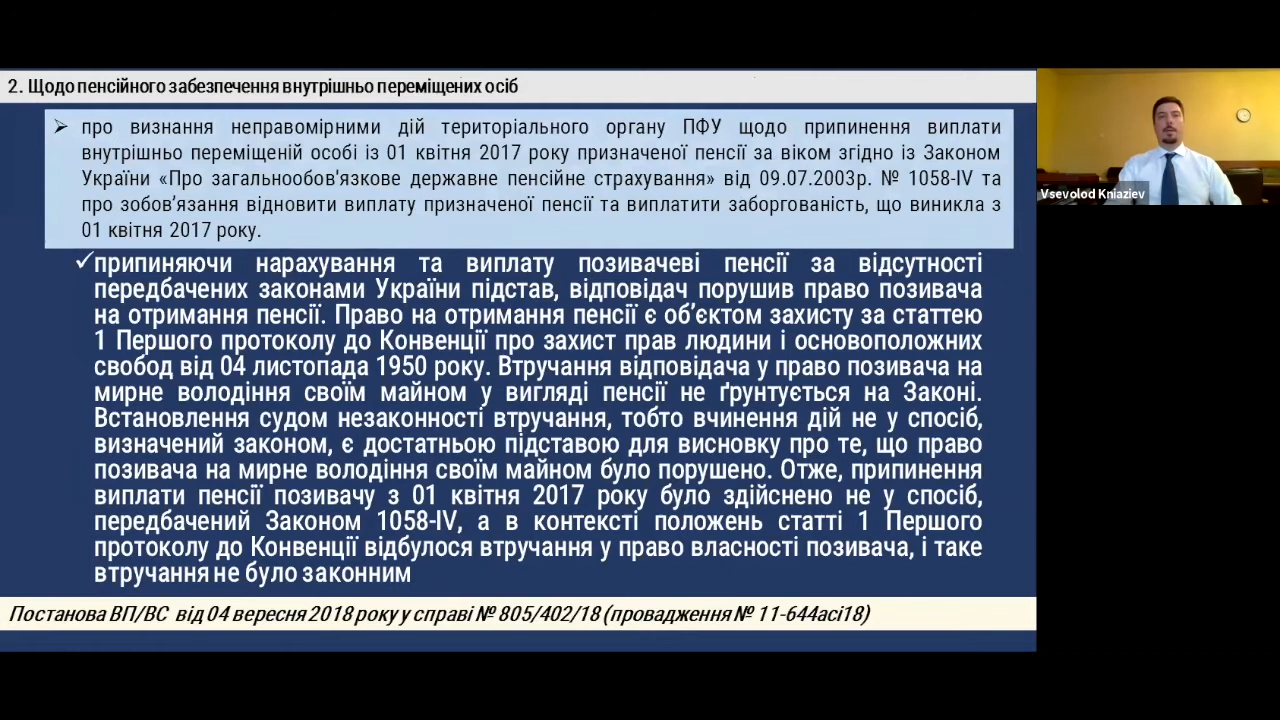 2. Щодо пенсійного забезпечення внутрішньо переміщених осіб
➢ про визнання неправомірними дій територіального органу ПФУ щодо припинення виплати
внутрішньо переміщеній особі із 01 квітня 2017 року призначеної пенсії за віком згідно із Законом
України «Про загальнообов'язкове державне пенсійне страхування» від 09.07.2003р. № 1058-IV та
про зобов’язання відновити виплату призначеної пенсії та виплатити заборгованість, що виникла з
01 квітня 2017 року.
✓припиняючи нарахування та виплату позивачеві пенсії за відсутності
передбачених законами України підстав, відповідач порушив право позивача
на отримання пенсії. Право на отримання пенсії є об’єктом захисту за статтею
1 Першого протоколу до Конвенції про захист прав людини і основоположних
свобод від 04 листопада 1950 року. Втручання відповідача у право позивача на
мирне володіння своїм майном у вигляді пенсії не ґрунтується на Законі.
Встановлення судом незаконності втручання, тобто вчинення дій не у спосіб,
визначений законом, є достатньою підставою для висновку про те, що право
позивача на мирне володіння своїм майном було порушено. Отже, припинення
виплати пенсії позивачу з 01 квітня 2017 року було здійснено не у спосіб,
передбачений Законом 1058-IV, а в контексті положень статті 1 Першого
протоколу до Конвенції відбулося втручання у право власності позивача, і таке
втручання не було законним
Постанова ВП/ВС від 04 вересня 2018 року у справі № 805/402/18 (провадження № 11-644асі18)
Vsevolod Kniaziev